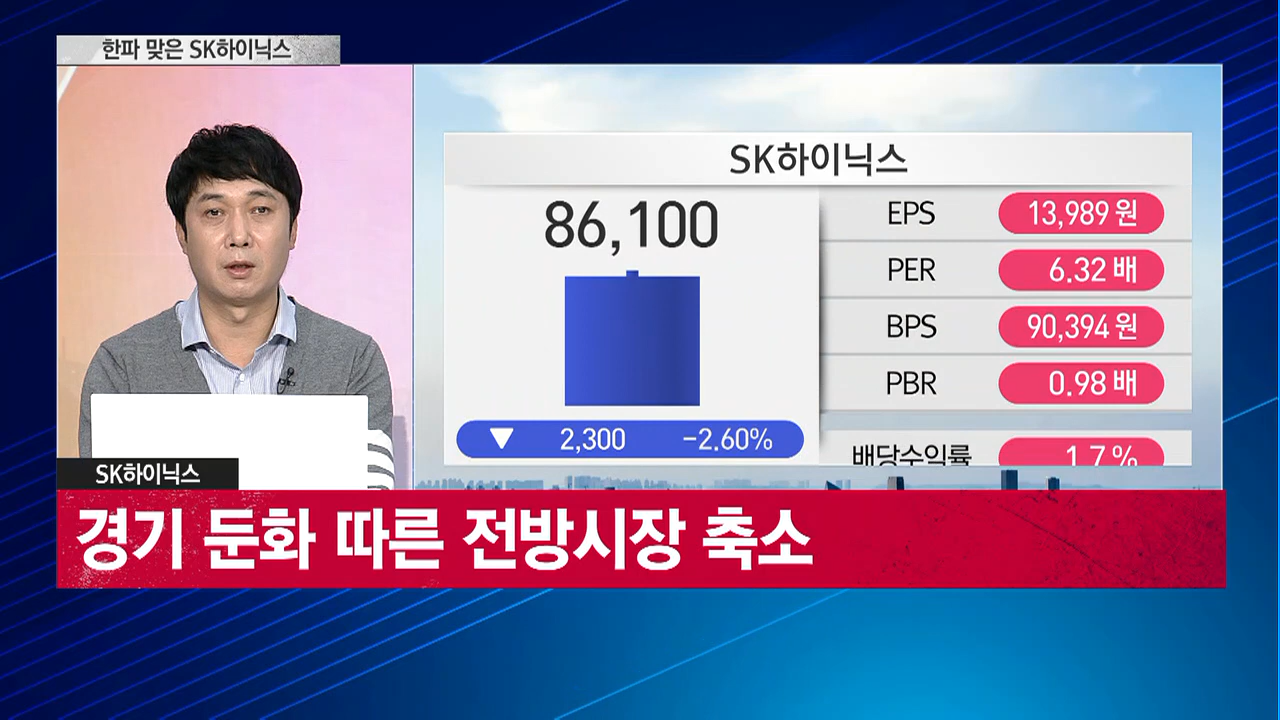 한파 맞은 SK하이닉스
SK하이닉스
86,100
▼ 2,300 -2.60%
EPS 13,989 원
PER 6.32 배
BPS 90,394 원
PBR 0.98 배
배당수익률 1.7 %
SK하이닉스
경기 둔화 따른 전방시장 축소